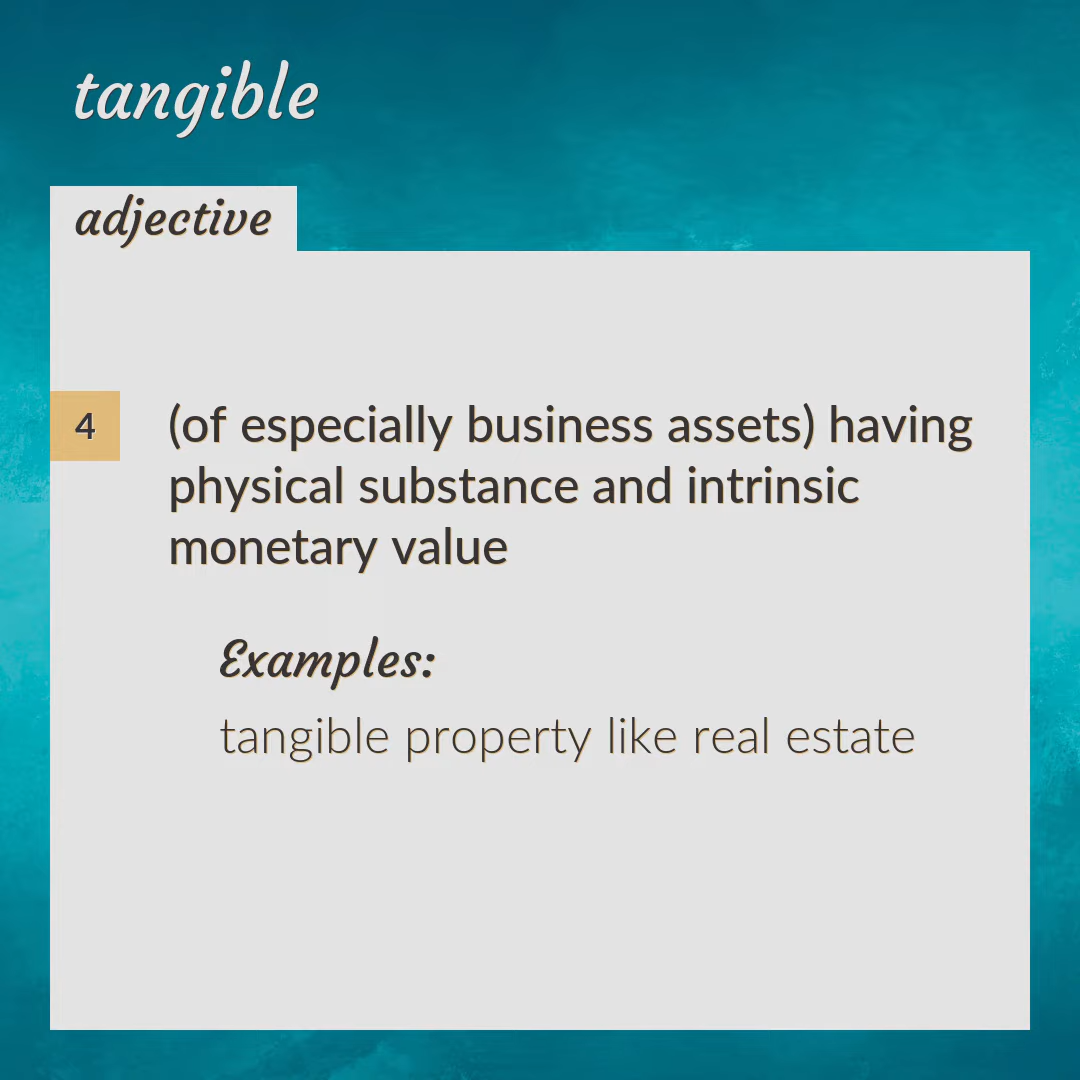 tangible
adjective
4
(of especially business assets) having
physical substance and intrinsic
monetary value
Examples:
tangible property like real estate